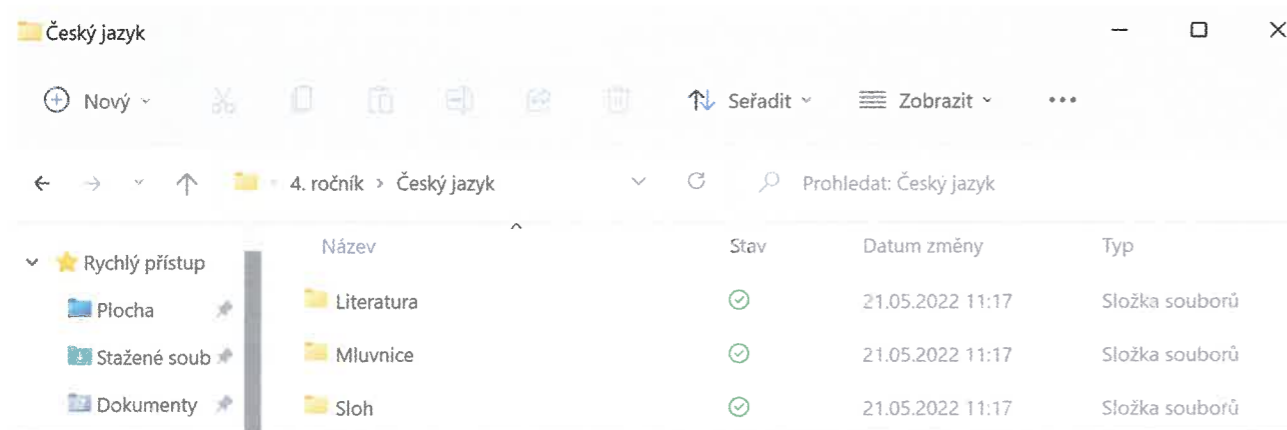 Český jazyk
Nový
Seřadit
Zobrazit
4. ročník > Český jazyk
Prohledat: Český jazyk
Název Stav Datum změny Typ
Rychlý přístup
Plocha
Stažené soub
Dokumenty
Literatura 21.05.2022 11:17 Složka souborů
Mluvnice 21.05.2022 11:17 Složka souborů
Sloh 21.05.2022 11:17 Složka souborů